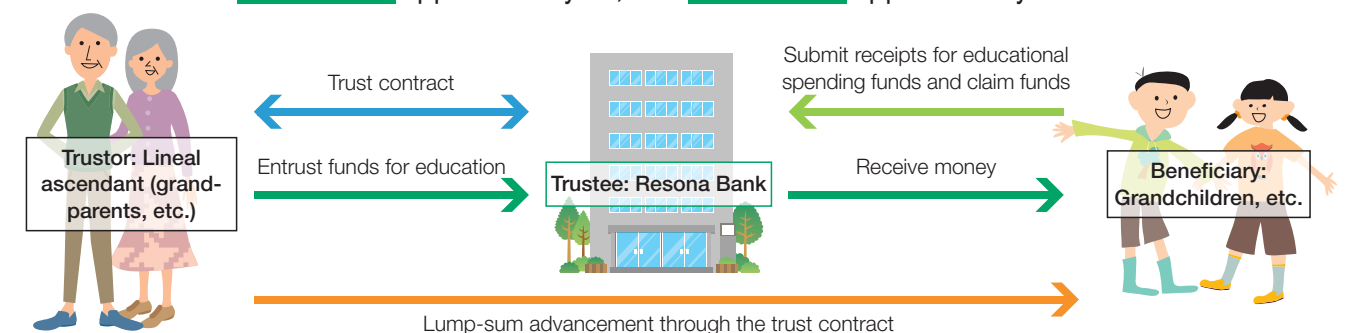 Trust contract
Submit receipts for educational
spending funds and claim funds
Trustor: Lineal
ascendant (grand-
parents, etc.)
Entrust funds for education
Trustee: Resona Bank
Receive money
Beneficiary:
Grandchildren, etc.
Lump-sum advancement through the trust contract